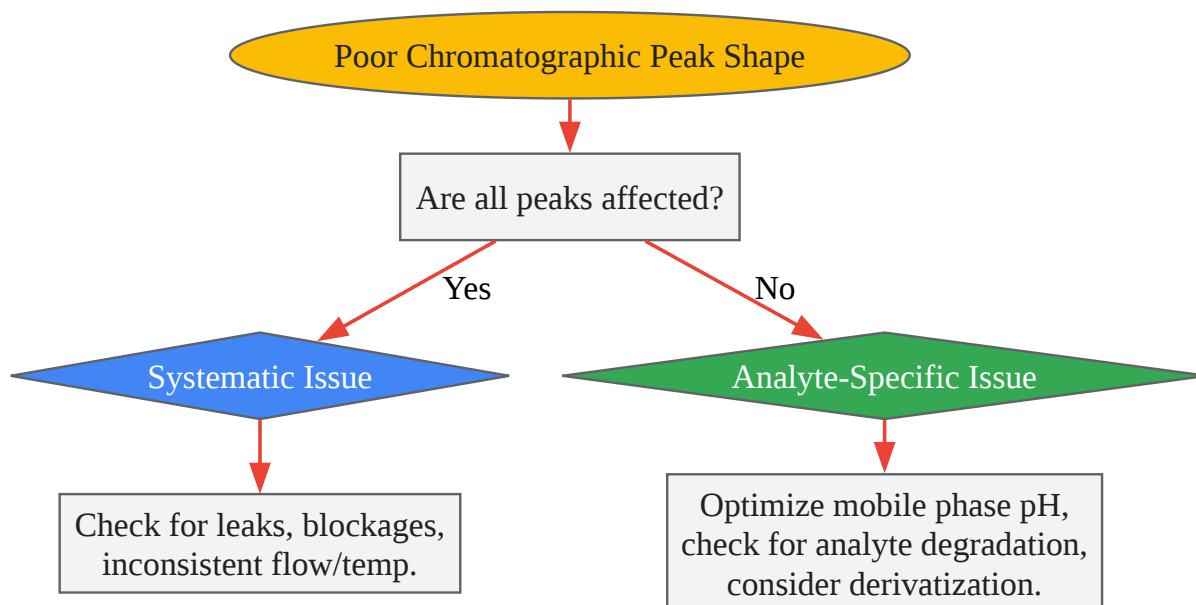 Poor Chromatographic Peak Shape
Are all peaks affected?
Yes
No
Systematic Issue
Analyte-Specific Issue
Check for leaks, blockages,
inconsistent flow/temp.
Optimize mobile phase pH,
check for analyte degradation,
consider derivatization.